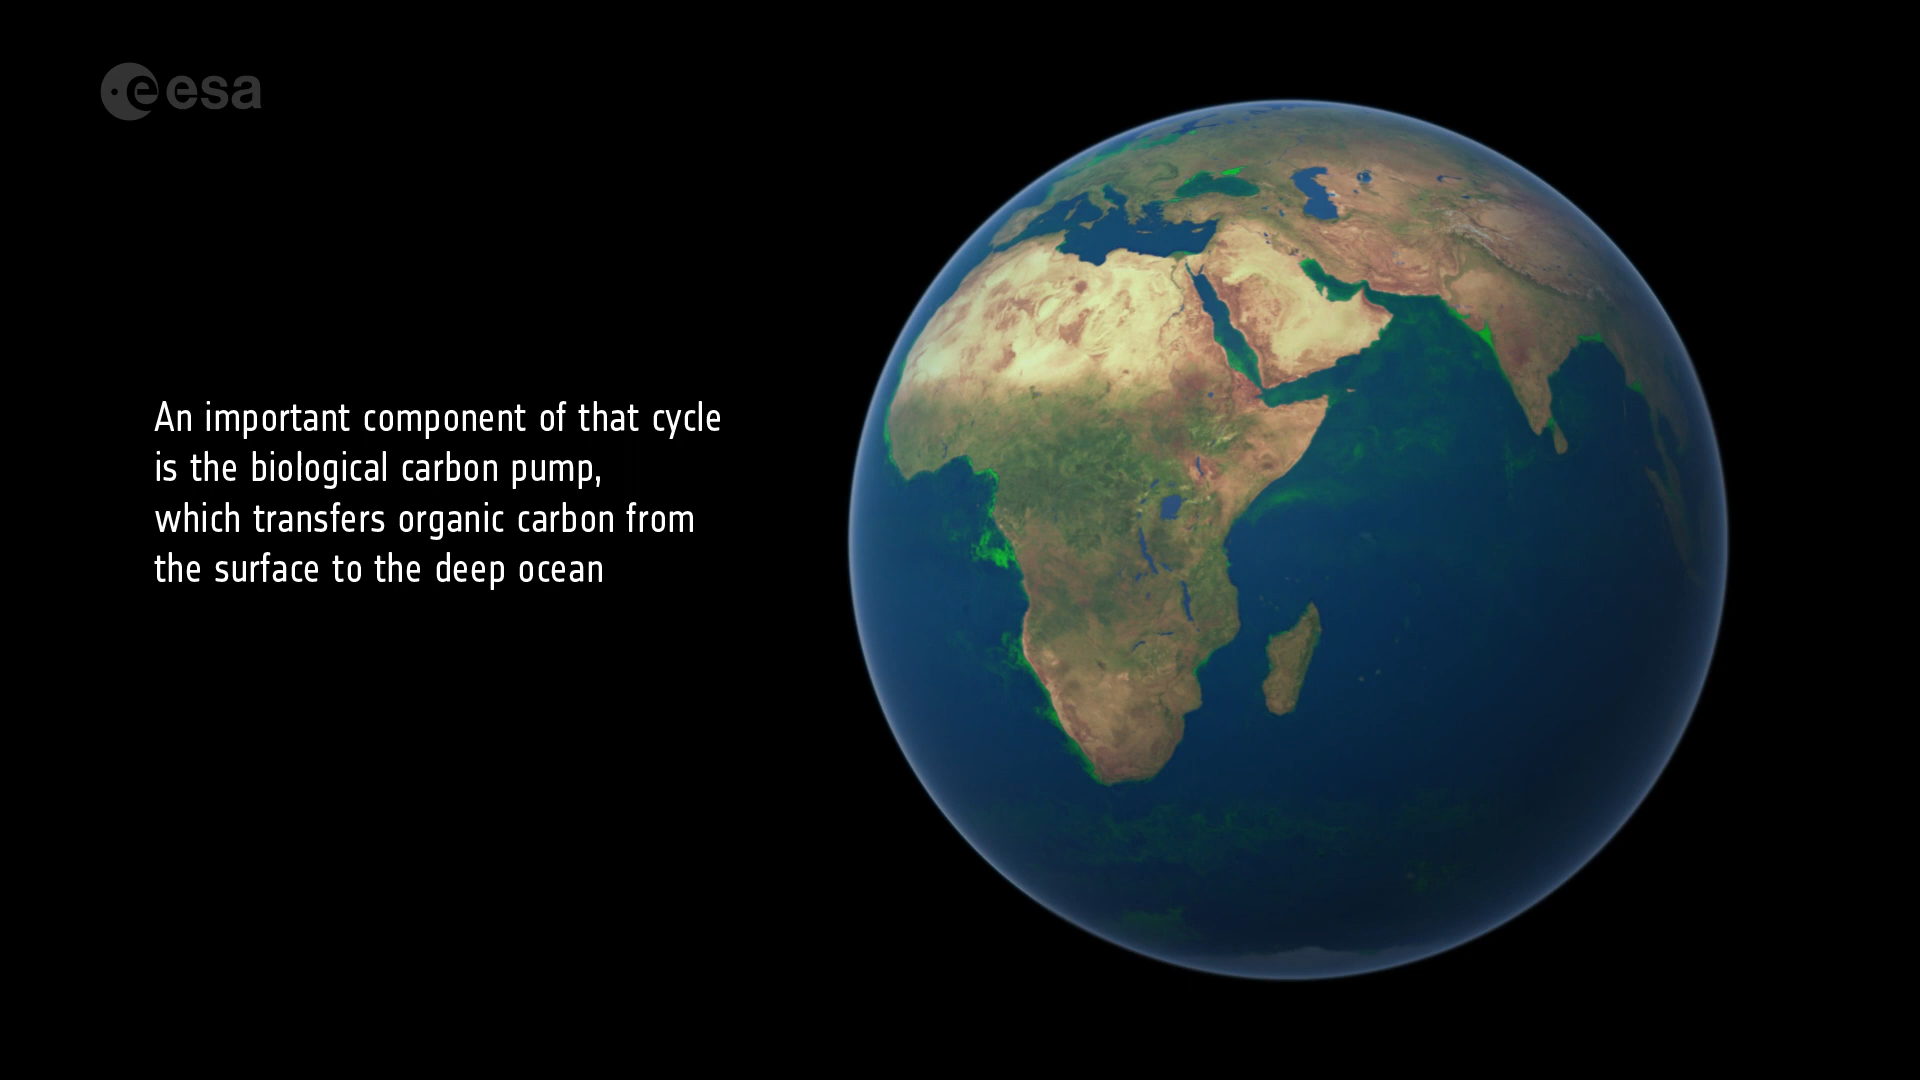 esa
An important component of that cycle
is the biological carbon pump,
which transfers organic carbon from
the surface to the deep ocean